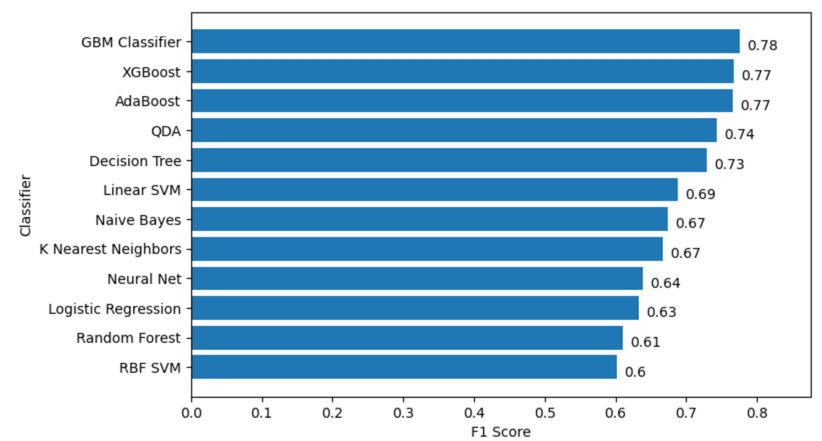 GBM Classifier 0.78
XGBoost 0.77
AdaBoost 0.77
QDA 0.74
Decision Tree 0.73
Linear SVM 0.69
Naive Bayes 0.67
K Nearest Neighbors 0.67
Neural Net 0.64
Logistic Regression 0.63
Random Forest 0.61
RBF SVM 0.6
Classifier
0.0 0.1 0.2 0.3 0.4 0.5 0.6 0.7 0.8
F1 Score